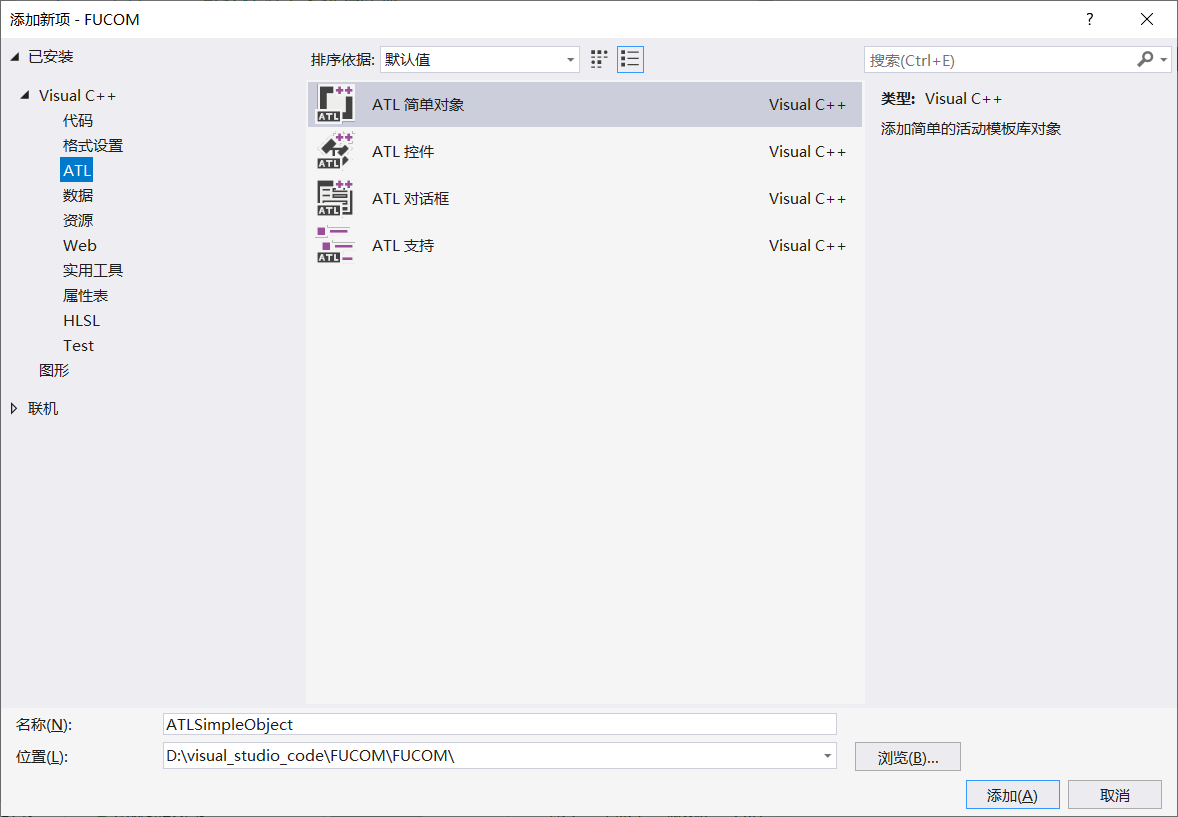 添加新项 - FUCOM
?
已安装
Visual C++
代码
格式设置
ATL
数据
资源
Web
实用工具
属性表
HLSL
Test
图形
联机
排序依据: 默认值
搜索(Ctrl+E)
ATL 简单对象 Visual C++
ATL 控件 Visual C++
ATL 对话框 Visual C++
ATL 支持 Visual C++
类型: Visual C++
添加简单的活动模板库对象
名称(N): ATLSimpleObject
位置(L): D:\visual_studio_code\FUCOM\FUCOM\
浏览(B)...
添加(A)
取消